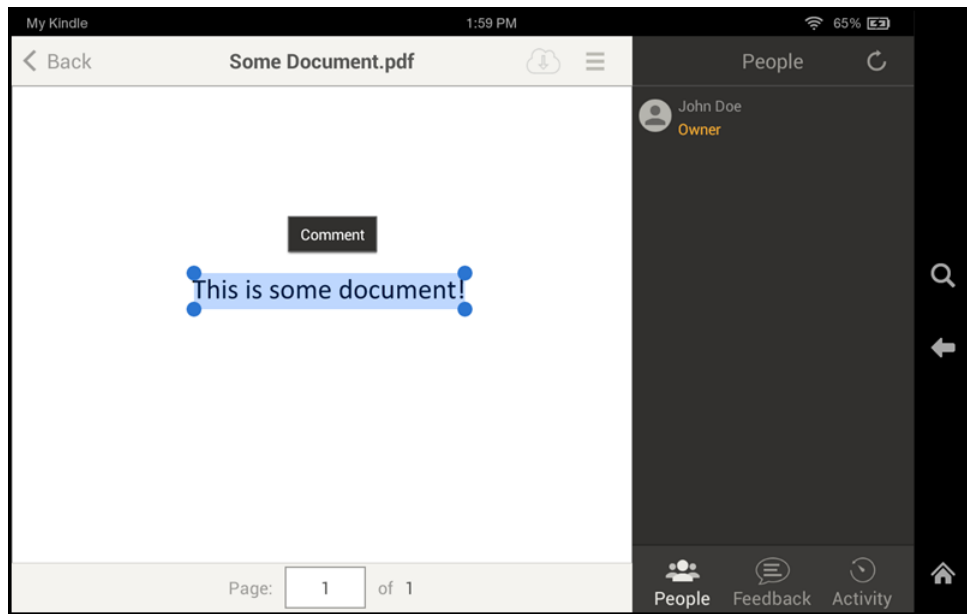 My Kindle 1:59 PM 65%
Back Some Document.pdf People
John Doe
Owner
Comment
This is some document!
Page: 1 of 1
People Feedback Activity